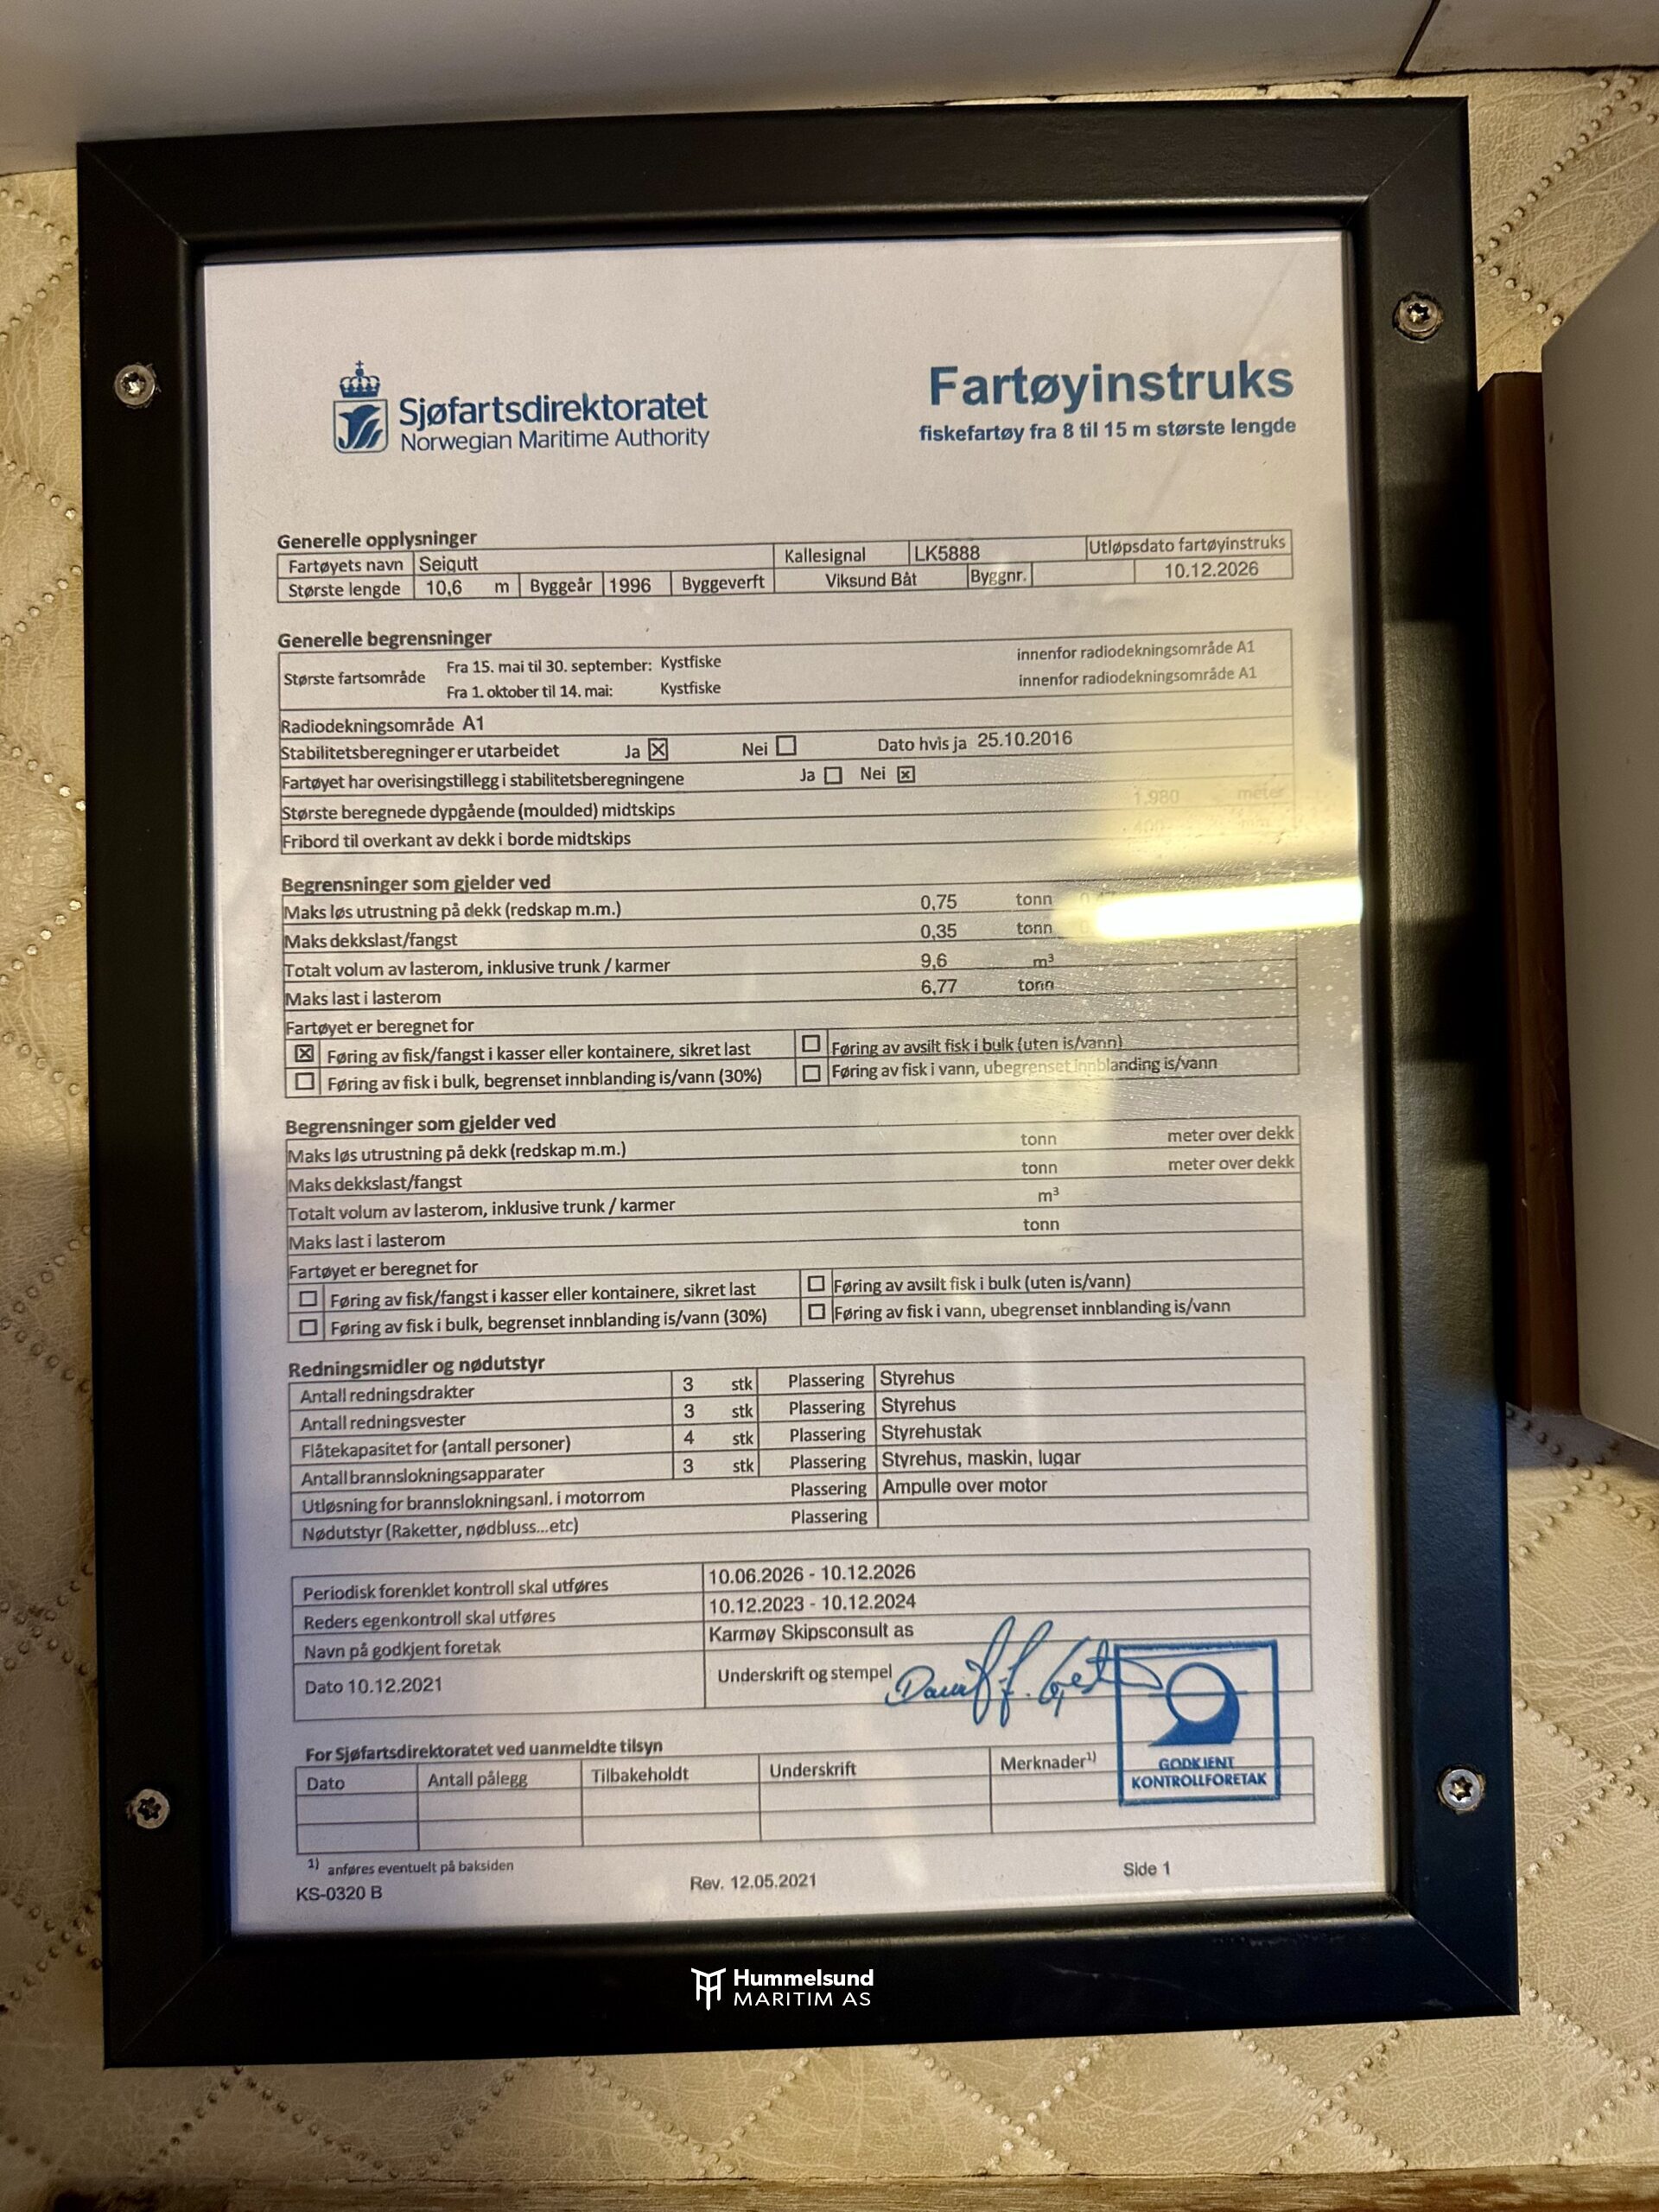 Sjøfartsdirektoratet
Norwegian Maritime Authority
Fartøyinstruks
fiskefartøy fra 8 til 15 m største lengde
Generelle opplysninger
Fartøyets navn Seigutt Kallesignal LK5888 Utløpsdato fartøyinstruks
Største lengde 10,6 m Byggeår 1996 Byggeverft Viksund Båt Byggnr. 10.12.2026
Generelle begrensninger
Største fartsområde Fra 15. mai til 30. september: Kystfiske innenfor radiodekningsområde A1
Fra 1. oktober til 14. mai: Kystfiske innenfor radiodekningsområde A1
Radiodekningsområde A1
Stabilitetsberegninger er utarbeidet Ja ☒ Nei ☐ Dato hvis ja 25.10.2016
Fartøyet har overisingstillegg i stabilitetsberegningene Ja ☐ Nei ☒
Største beregnede dypgående (moulded) midtskips 1.980 meter
Fribord til overkant av dekk i borde midtskips
Begrensninger som gjelder ved
Maks løs utrustning på dekk (redskap m.m.) 0,75 tonn
Maks dekkslast/fangst 0,35 tonn
Totalt volum av lasterom, inklusive trunk / karmer 9,6 m³
Maks last i lasterom 6,77 tonn
Fartøyet er beregnet for
☒ Føring av fisk/fangst i kasser eller kontainere, sikret last ☐ Føring av avsilt fisk i bulk (uten is/vann)
☐ Føring av fisk i bulk, begrenset innblanding is/vann (30%) ☐ Føring av fisk i vann, ubegrenset innblanding is/vann
Begrensninger som gjelder ved
Maks løs utrustning på dekk (redskap m.m.) tonn meter over dekk
Maks dekkslast/fangst tonn meter over dekk
Totalt volum av lasterom, inklusive trunk / karmer m³
Maks last i lasterom tonn
Fartøyet er beregnet for
☐ Føring av fisk/fangst i kasser eller kontainere, sikret last ☐ Føring av avsilt fisk i bulk (uten is/vann)
☐ Føring av fisk i bulk, begrenset innblanding is/vann (30%) ☐ Føring av fisk i vann, ubegrenset innblanding is/vann
Redningsmidler og nødutstyr
Antall redningsdrakter 3 stk Plassering Styrehus
Antall redningsvester 3 stk Plassering Styrehus
Flåtekapasitet for (antall personer) 4 stk Plassering Styrehustak
Antall brannslokningsapparater 3 stk Plassering Styrehus, maskin, lugar
Utløsning for brannslokningsanl. i motorrom Plassering Ampulle over motor
Nødutstyr (Raketter, nødbluss...etc) Plassering
Periodisk forenklet kontroll skal utføres 10.06.2026 - 10.12.2026
Reders egenkontroll skal utføres 10.12.2023 - 10.12.2024
Navn på godkjent foretak Karmøy Skipsconsult as
Dato 10.12.2021 Underskrift og stempel
GODKJENT
KONTROLLFORETAK
For Sjøfartsdirektoratet ved uanmeldte tilsyn
Dato Antall pålegg Tilbakeholdt Underskrift Merknader¹⁾
¹⁾ anføres eventuelt på baksiden
KS-0320 B Rev. 12.05.2021 Side 1
Hummelsund
MARITIM AS